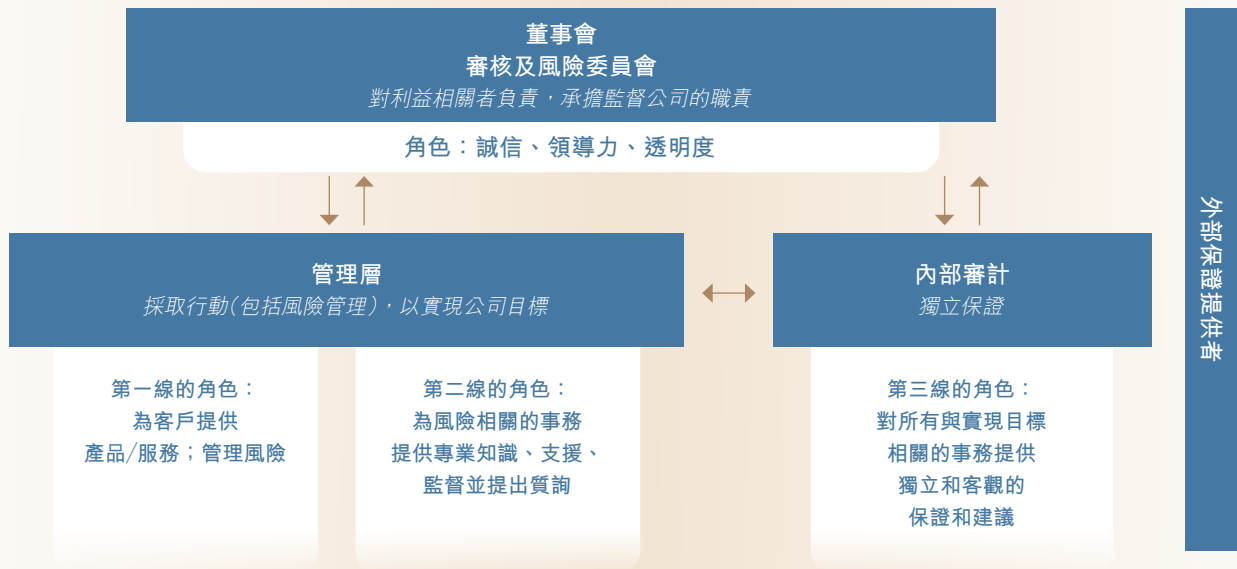 董事會
審核及風險委員會
對利益相關者負責，承擔監督公司的職責
角色：誠信、領導力、透明度
管理層
採取行動（包括風險管理），以實現公司目標
內部審計
獨立保證
第一線的角色：
為客戶提供
產品/服務；管理風險
第二線的角色：
為風險相關的事務
提供專業知識、支援、
監督並提出質詢
第三線的角色：
對所有與實現目標
相關的事務提供
獨立和客觀的
保證和建議
外部保證提供者